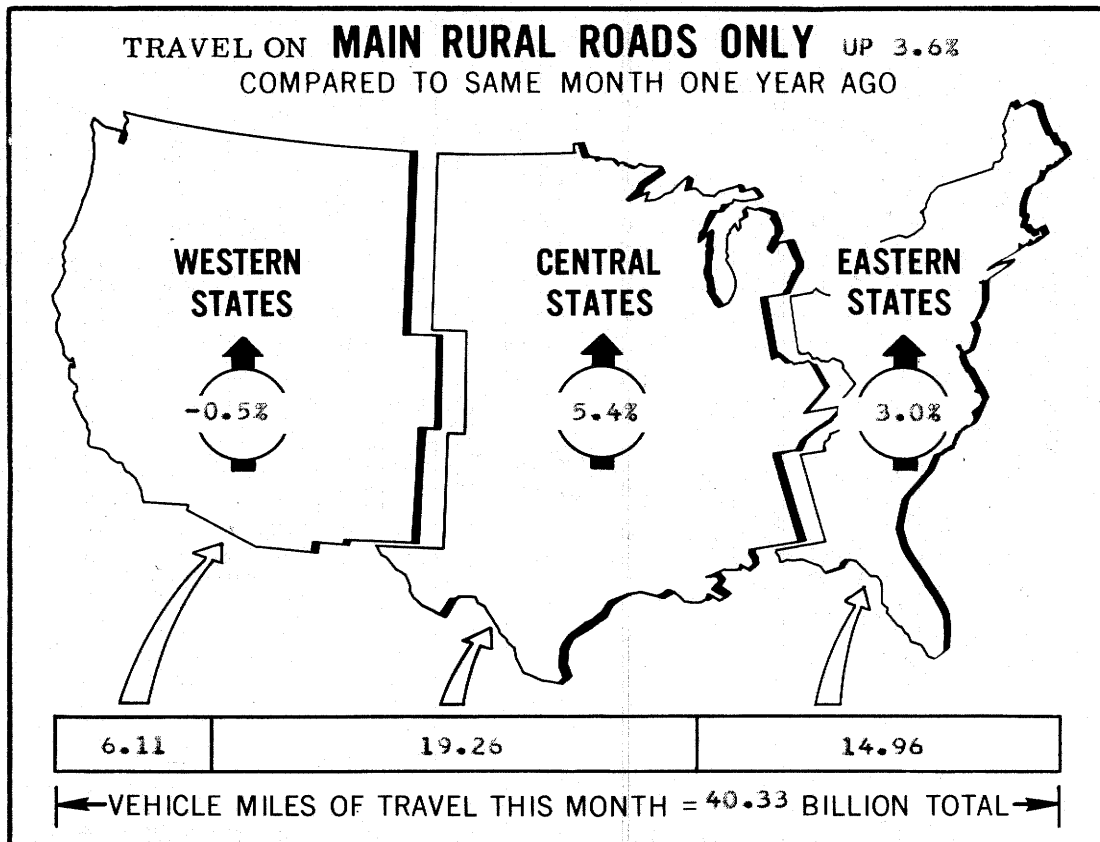 TRAVEL ON MAIN RURAL ROADS ONLY UP 3.6%
COMPARED TO SAME MONTH ONE YEAR AGO
WESTERN
STATES
-0.5%
CENTRAL
STATES
5.4%
EASTERN
STATES
3.0%
6.11 19.26 14.96
VEHICLE MILES OF TRAVEL THIS MONTH = 40.33 BILLION TOTAL